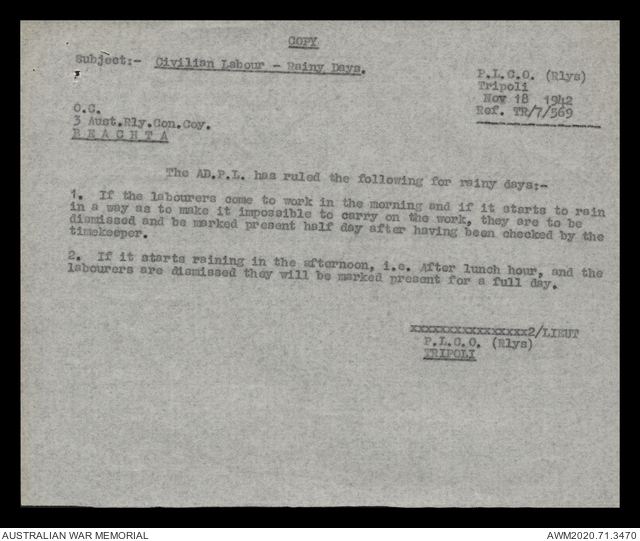 COPY
Subject:- Civilian Labour - Rainy Days.
P.L.C.O. (Rlys)
Tripoli
Nov 18 1942
Ref. TR/7/569
O.C.
3 Aust.Rly.Con.Coy.
BEACHTA
The AD.P.L. has ruled the following for rainy days:-
1. If the labourers come to work in the morning and if it starts to rain
in a way as to make it impossible to carry on the work, they are to be
dismissed and be marked present half day after having been checked by the
timekeeper.
2. If it starts raining in the afternoon, i.e. After lunch hour, and the
labourers are dismissed they will be marked present for a full day.
xxxxxxxxxxxxxxxxx2/LIEUT
P.L.C.O. (Rlys)
TRIPOLI
AUSTRALIAN WAR MEMORIAL
AWM2020.71.3470